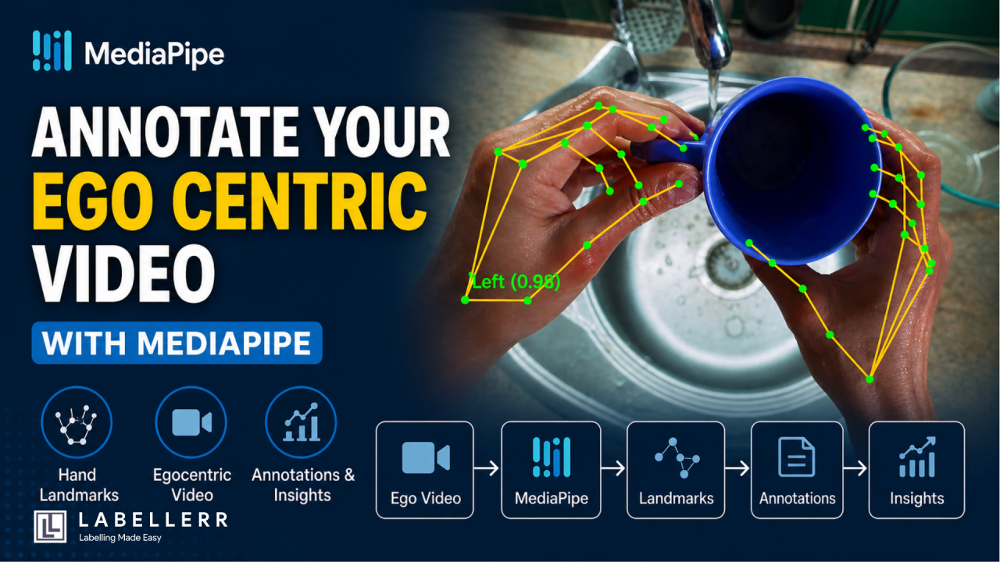 MediaPipe
ANNOTATE YOUR
EGO CENTRIC
VIDEO
WITH MEDIAPIPE
Left (0.98)
Hand
Landmarks
Egocentric
Video
Annotations &
Insights
Ego Video
MediaPipe
Landmarks
Annotations
Insights
LABELLERR
Labelling Made Easy